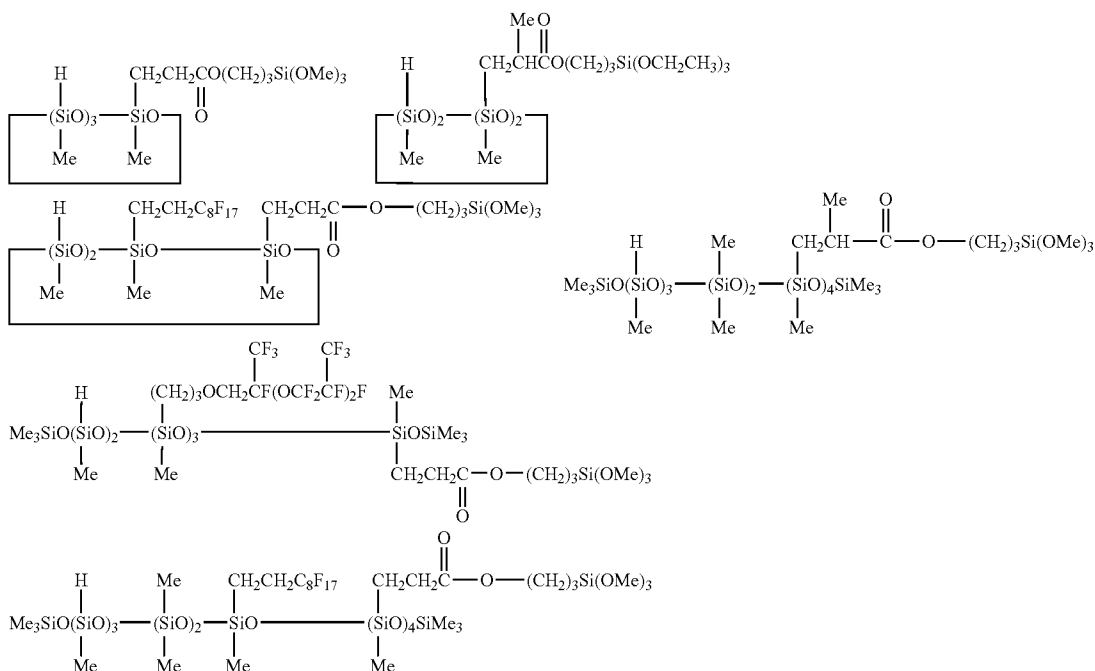 H
CH₂CH₂CO(CH₂)₃Si(OMe)₃
O
(SiO)₃ SiO
Me Me
Me O
H
CH₂CHCO(CH₂)₃Si(OCH₂CH₃)₃
(SiO)₂ (SiO)₂
Me Me
H CH₂CH₂C₈F₁₇ CH₂CH₂C O (CH₂)₃Si(OMe)₃
O
(SiO)₂ SiO SiO
Me Me Me
Me O
H CH₂CH C O (CH₂)₃Si(OMe)₃
Me
Me₃SiO(SiO)₃ (SiO)₂ (SiO)₄SiMe₃
Me Me Me
CF₃ CF₃
H (CH₂)₃OCH₂CF(OCF₂CF)₂F Me
Me₃SiO(SiO)₂ (SiO)₃ SiOSiMe₃
Me Me CH₂CH₂C O (CH₂)₃Si(OMe)₃
O
O
H Me CH₂CH₂C₈F₁₇ CH₂CH₂C O (CH₂)₃Si(OMe)₃
Me₃SiO(SiO)₃ (SiO)₂ SiO (SiO)₄SiMe₃
Me Me Me Me